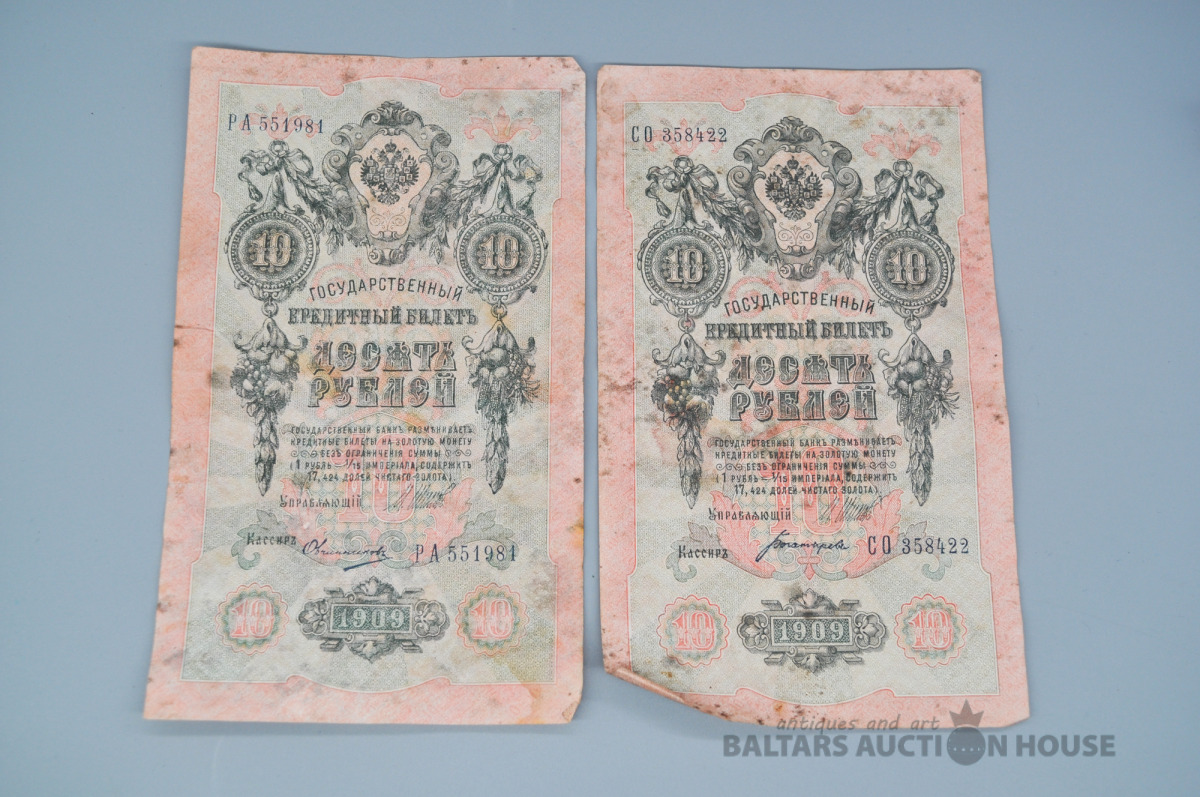 РА 551981
10 10
ГОСУДАРСТВЕННЫЙ
КРЕДИТНЫЙ БИЛЕТЪ
ДЕСЯТЬ
РУБЛЕЙ
ГОСУДАРСТВЕННЫЙ БАНКЪ РАЗМѢНИВАЕТЪ
КРЕДИТНЫЕ БИЛЕТЫ НА ЗОЛОТУЮ МОНЕТУ
БЕЗЪ ОГРАНИЧЕНІЯ СУММЫ
(1 РУБЛЬ = 1/15 ИМПЕРІАЛА, СОДЕРЖИТЪ
17,424 ДОЛЕЙ ЧИСТАГО ЗОЛОТА).
УПРАВЛЯЮЩІЙ
КАССИРЪ Овчинниковъ РА 551981
10 1909 10
СО 358422
10 10
ГОСУДАРСТВЕННЫЙ
КРЕДИТНЫЙ БИЛЕТЪ
ДЕСЯТЬ
РУБЛЕЙ
ГОСУДАРСТВЕННЫЙ БАНКЪ РАЗМѢНИВАЕТЪ
КРЕДИТНЫЕ БИЛЕТЫ НА ЗОЛОТУЮ МОНЕТУ
БЕЗЪ ОГРАНИЧЕНІЯ СУММЫ
(1 РУБЛЬ = 1/15 ИМПЕРІАЛА, СОДЕРЖИТЪ
17,424 ДОЛЕЙ ЧИСТАГО ЗОЛОТА).
УПРАВЛЯЮЩІЙ
КАССИРЪ Богатыревъ СО 358422
10 1909 10
antiques and art
BALTARS AUCTION HOUSE